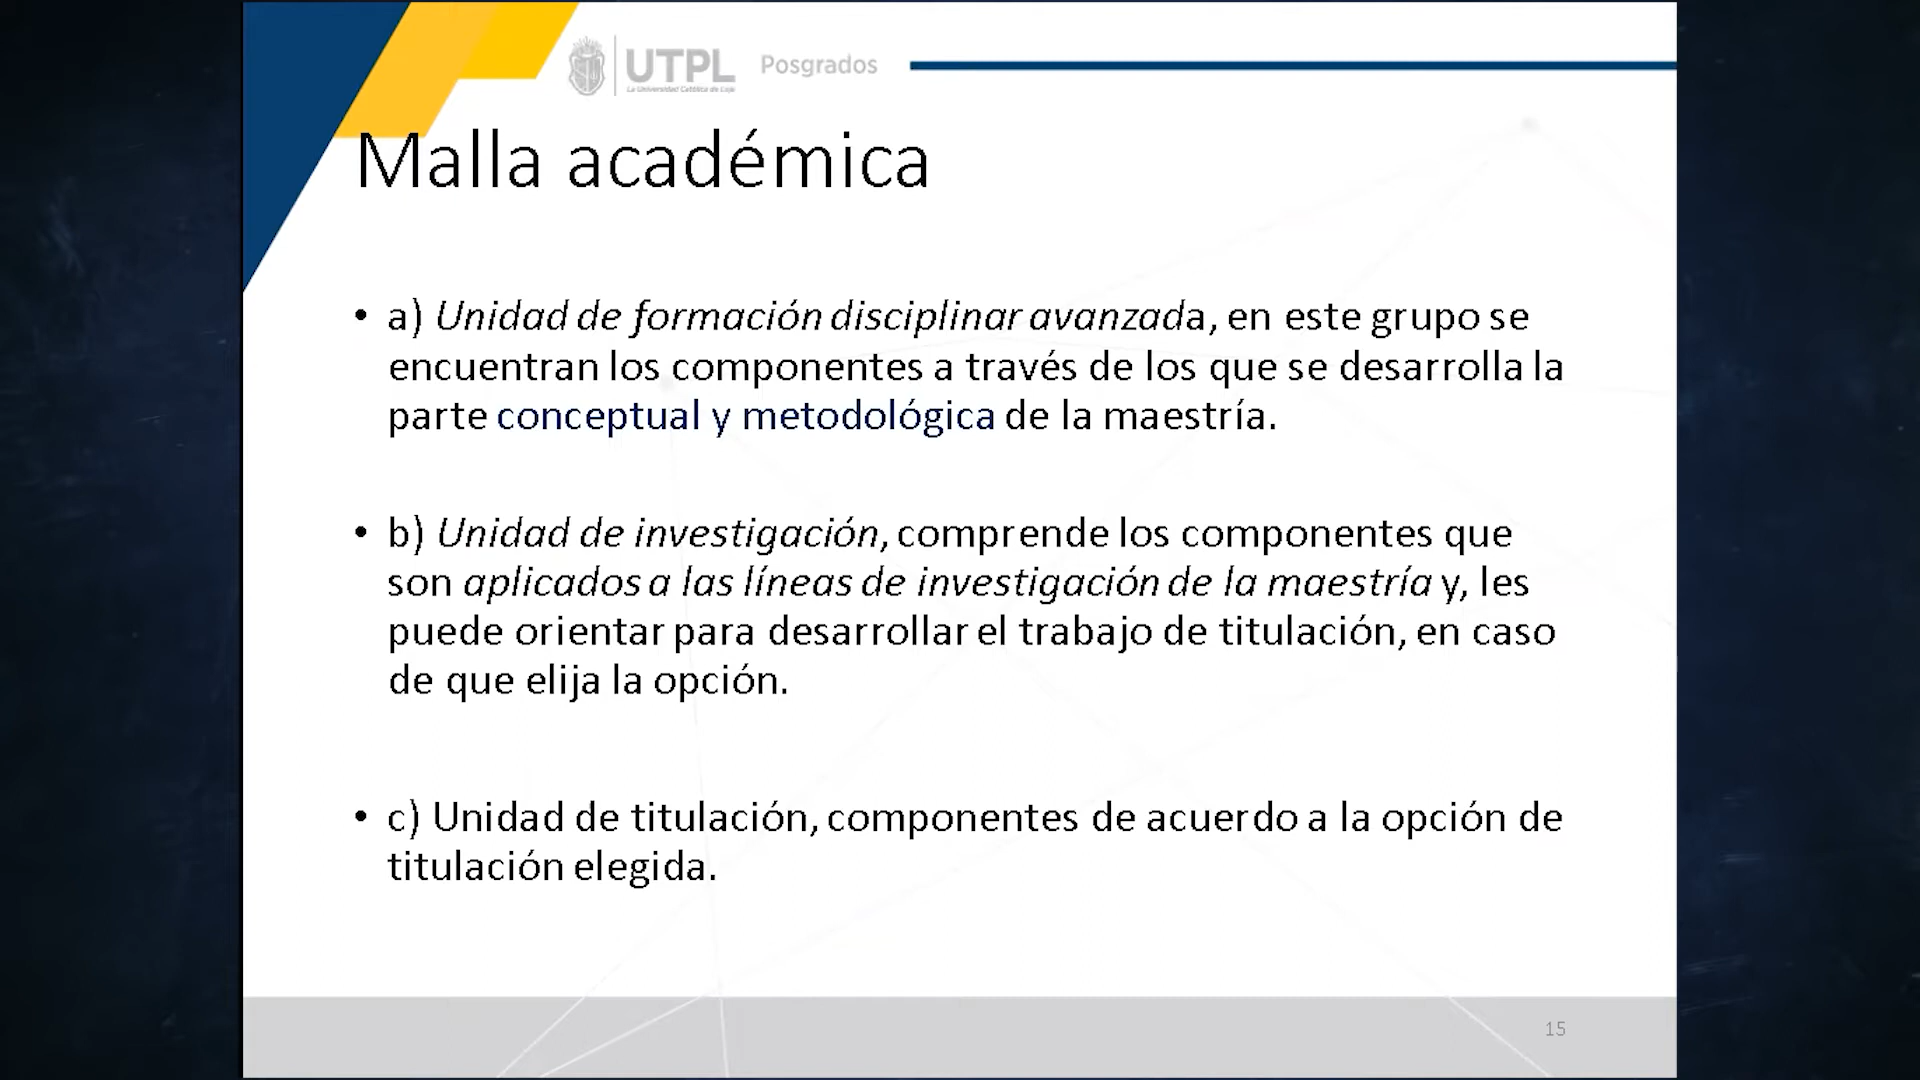 UTPL
La Universidad Católica de Loja
Posgrados
Malla académica
• a) Unidad de formación disciplinar avanzada, en este grupo se
encuentran los componentes a través de los que se desarrolla la
parte conceptual y metodológica de la maestría.
• b) Unidad de investigación, comprende los componentes que
son aplicados a las líneas de investigación de la maestría y, les
puede orientar para desarrollar el trabajo de titulación, en caso
de que elija la opción.
• c) Unidad de titulación, componentes de acuerdo a la opción de
titulación elegida.
15